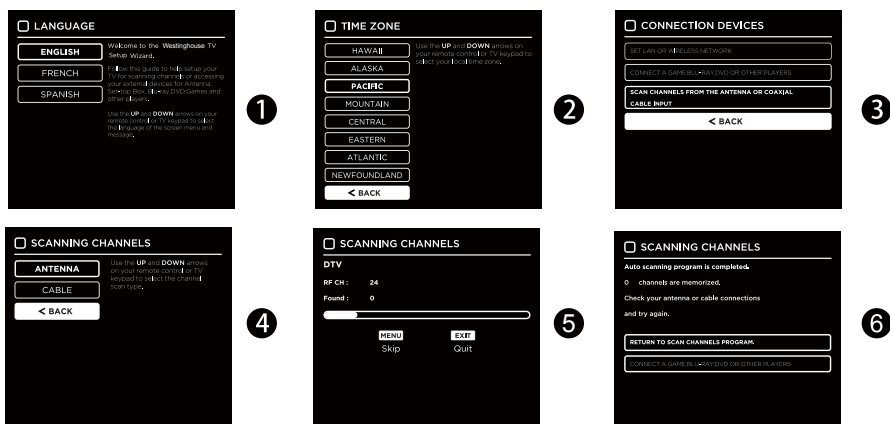 LANGUAGE
ENGLISH
FRENCH
SPANISH
Welcome to the Westinghouse TV
Setup Wizard.
Follow this guide to help setup your
TV for scanning channels or accessing
your external devices for Antenna,
Set-top Box, Blu-ray,DVD,Games and
other players.
Use the UP and DOWN arrows on your
remote control or TV keypad to select
the language of the screen menu and
message.
1
TIME ZONE
HAWAII
ALASKA
PACIFIC
MOUNTAIN
CENTRAL
EASTERN
ATLANTIC
NEWFOUNDLAND
< BACK
Use the UP and DOWN arrows on
your remote control or TV keypad to
select your local time zone.
2
CONNECTION DEVICES
SET LAN OR WIRELESS NETWORK
CONNECT A GAME,BLU-RAY,DVD OR OTHER PLAYERS
SCAN CHANNELS FROM THE ANTENNA OR COAXIAL
CABLE INPUT
< BACK
3
SCANNING CHANNELS
ANTENNA
CABLE
< BACK
Use the UP and DOWN arrows
on your remote control or TV
keypad to select the channel
scan type.
4
SCANNING CHANNELS
DTV
RF CH : 24
Found : 0
MENU EXIT
Skip Quit
5
SCANNING CHANNELS
Auto scanning program is completed.
0 channels are memorized.
Check your antenna or cable connections
and try again.
RETURN TO SCAN CHANNELS PROGRAM.
CONNECT A GAME,BLU-RAY,DVD OR OTHER PLAYERS
6